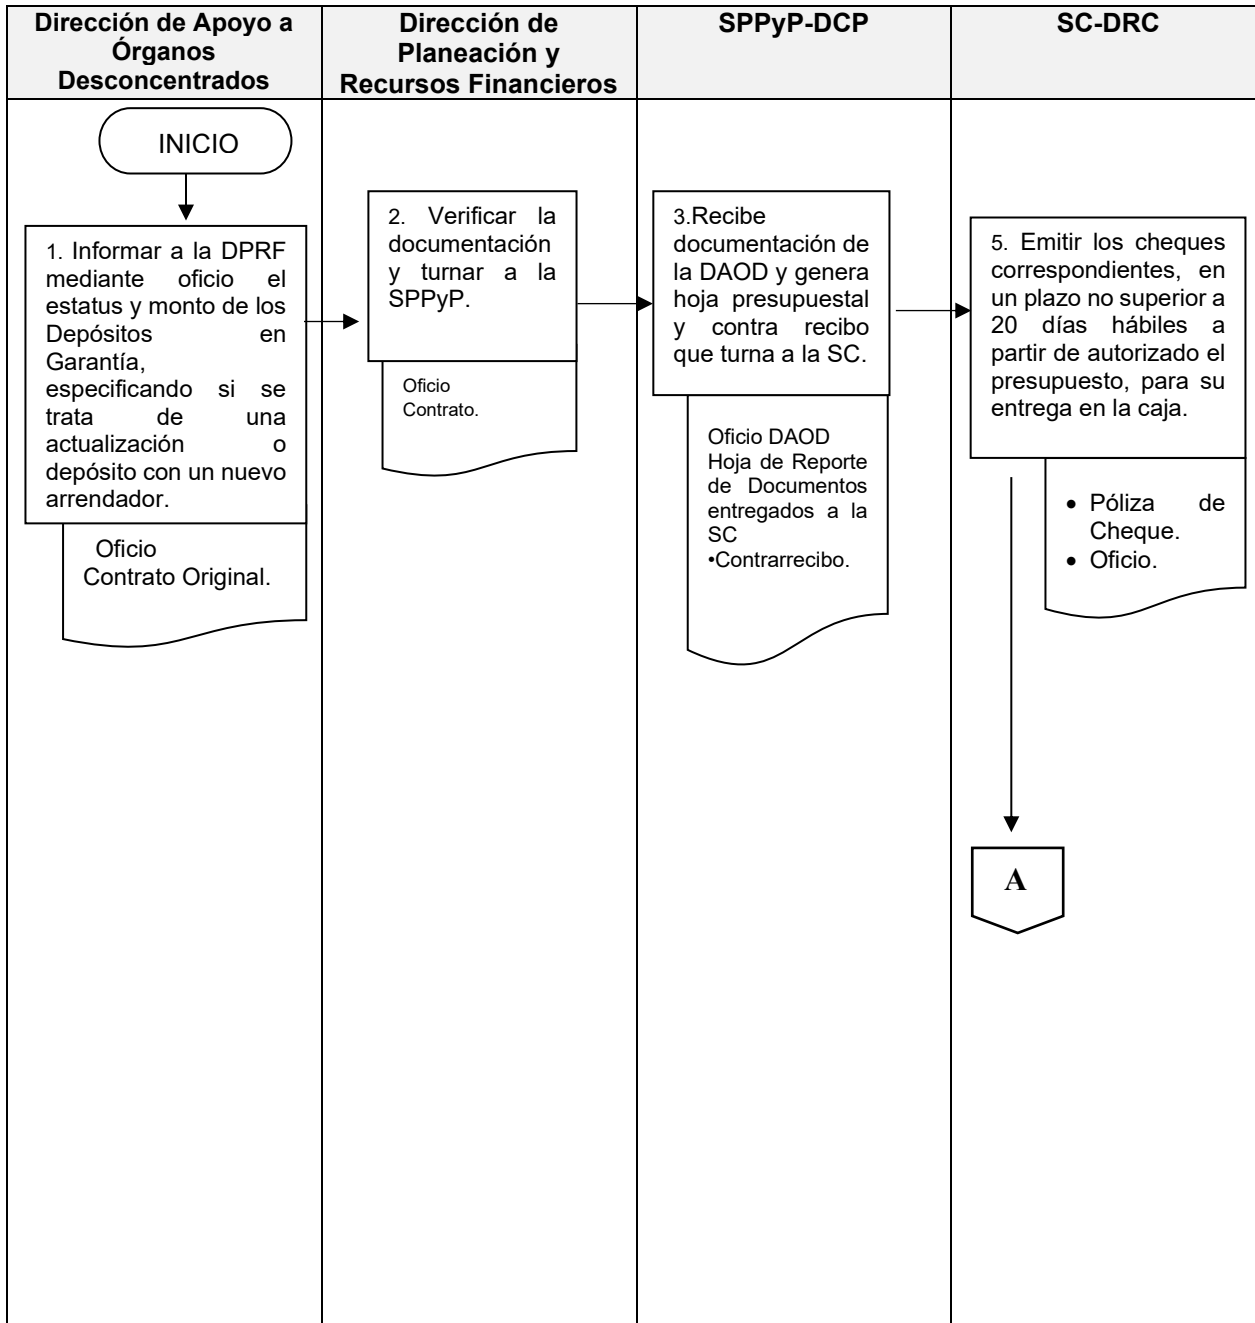 Dirección de Apoyo a
Órganos
Desconcentrados
Dirección de
Planeación y
Recursos Financieros
SPPyP-DCP
SC-DRC
INICIO
1. Informar a la DPRF
mediante oficio el
estatus y monto de los
Depósitos en
Garantía,
especificando si se
trata de una
actualización o
depósito con un nuevo
arrendador.
Oficio
Contrato Original.
2. Verificar la
documentación
y turnar a la
SPPyP.
Oficio
Contrato.
3.Recibe
documentación de
la DAOD y genera
hoja presupuestal
y contra recibo
que turna a la SC.
Oficio DAOD
Hoja de Reporte
de Documentos
entregados a la
SC
•Contrarrecibo.
5. Emitir los cheques
correspondientes, en
un plazo no superior a
20 días hábiles a
partir de autorizado el
presupuesto, para su
entrega en la caja.
• Póliza de
Cheque.
• Oficio.
A